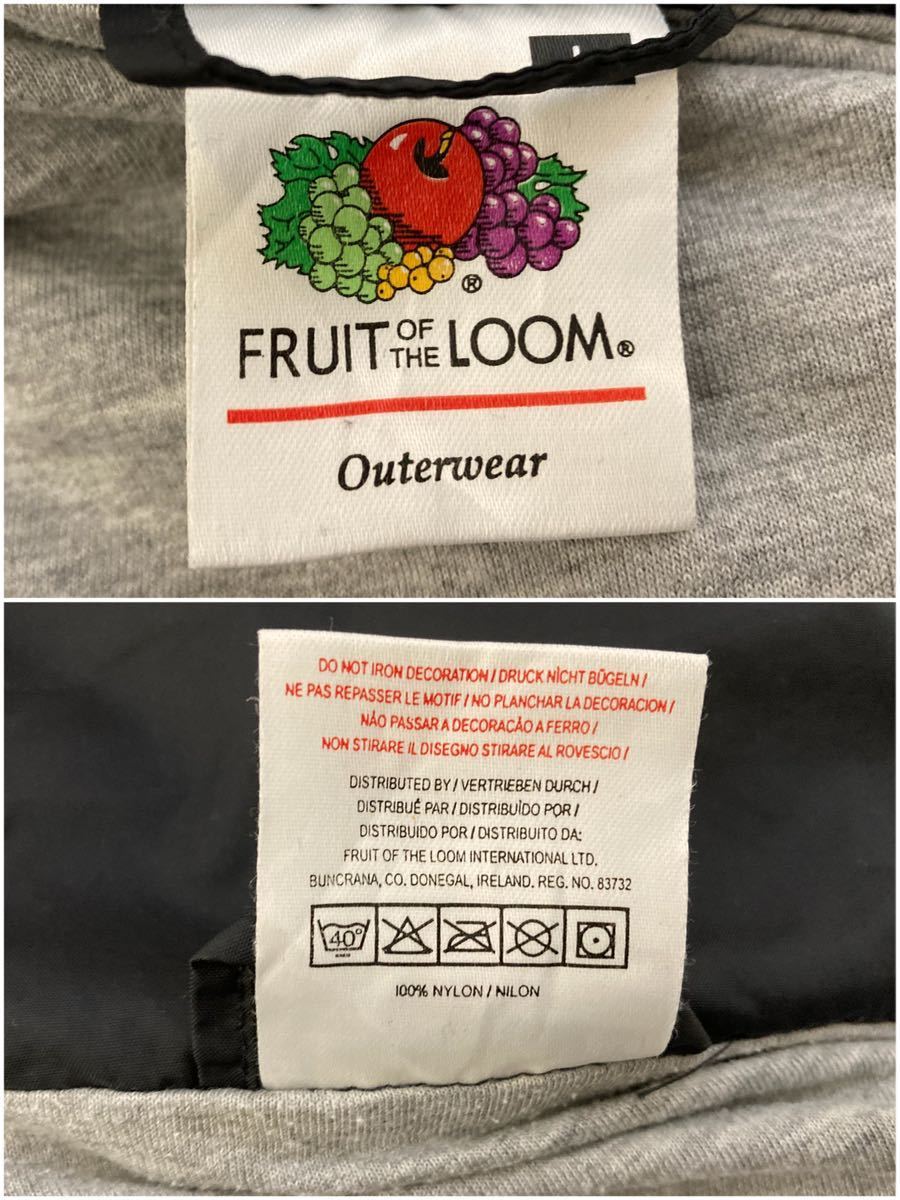 ®
FRUIT OF THE LOOM®
Outerwear
DO NOT IRON DECORATION / DRUCK NICHT BÜGELN /
NE PAS REPASSER LE MOTIF / NO PLANCHAR LA DECORACION /
NÃO PASSAR A DECORACÃO A FERRO /
NON STIRARE IL DISEGNO STIRARE AL ROVESCIO /
DISTRIBUTED BY / VERTRIEBEN DURCH /
DISTRIBUÉ PAR / DISTRIBUÍDO POR /
DISTRIBUIDO POR / DISTRIBUITO DA:
FRUIT OF THE LOOM INTERNATIONAL LTD.
BUNCRANA, CO. DONEGAL, IRELAND. REG. NO. 83732
40°
100% NYLON / NILON